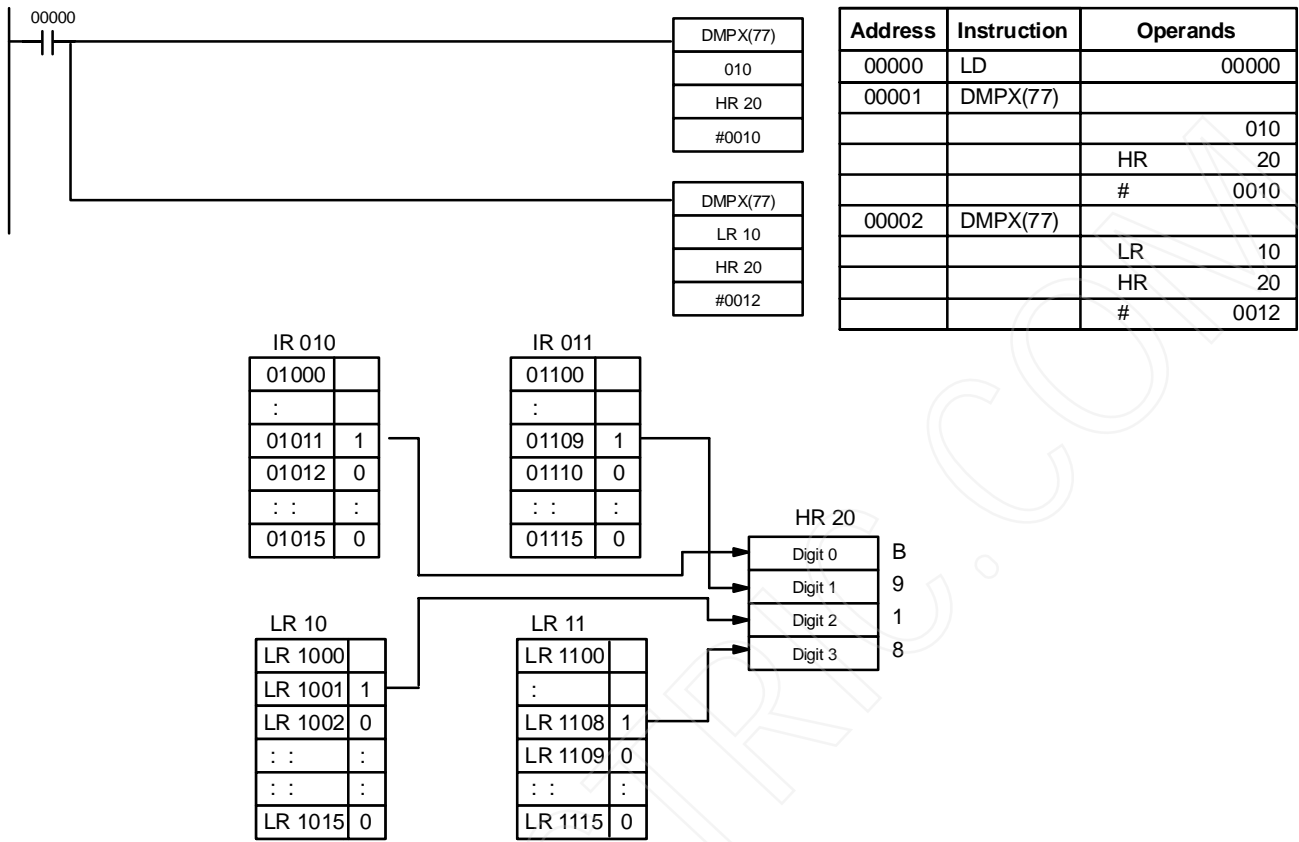 00000
DMPX(77)
010
HR 20
#0010
DMPX(77)
LR 10
HR 20
#0012
Address Instruction Operands
00000 LD 00000
00001 DMPX(77)
010
HR 20
# 0010
00002 DMPX(77)
LR 10
HR 20
# 0012
IR 010
01000
:
01011 1
01012 0
: : :
01015 0
IR 011
01100
:
01109 1
01110 0
: : :
01115 0
HR 20
Digit 0 B
Digit 1 9
Digit 2 1
Digit 3 8
LR 10
LR 1000
LR 1001 1
LR 1002 0
: : :
: : :
LR 1015 0
LR 11
LR 1100
:
LR 1108 1
LR 1109 0
: : :
LR 1115 0
TRIC.COM